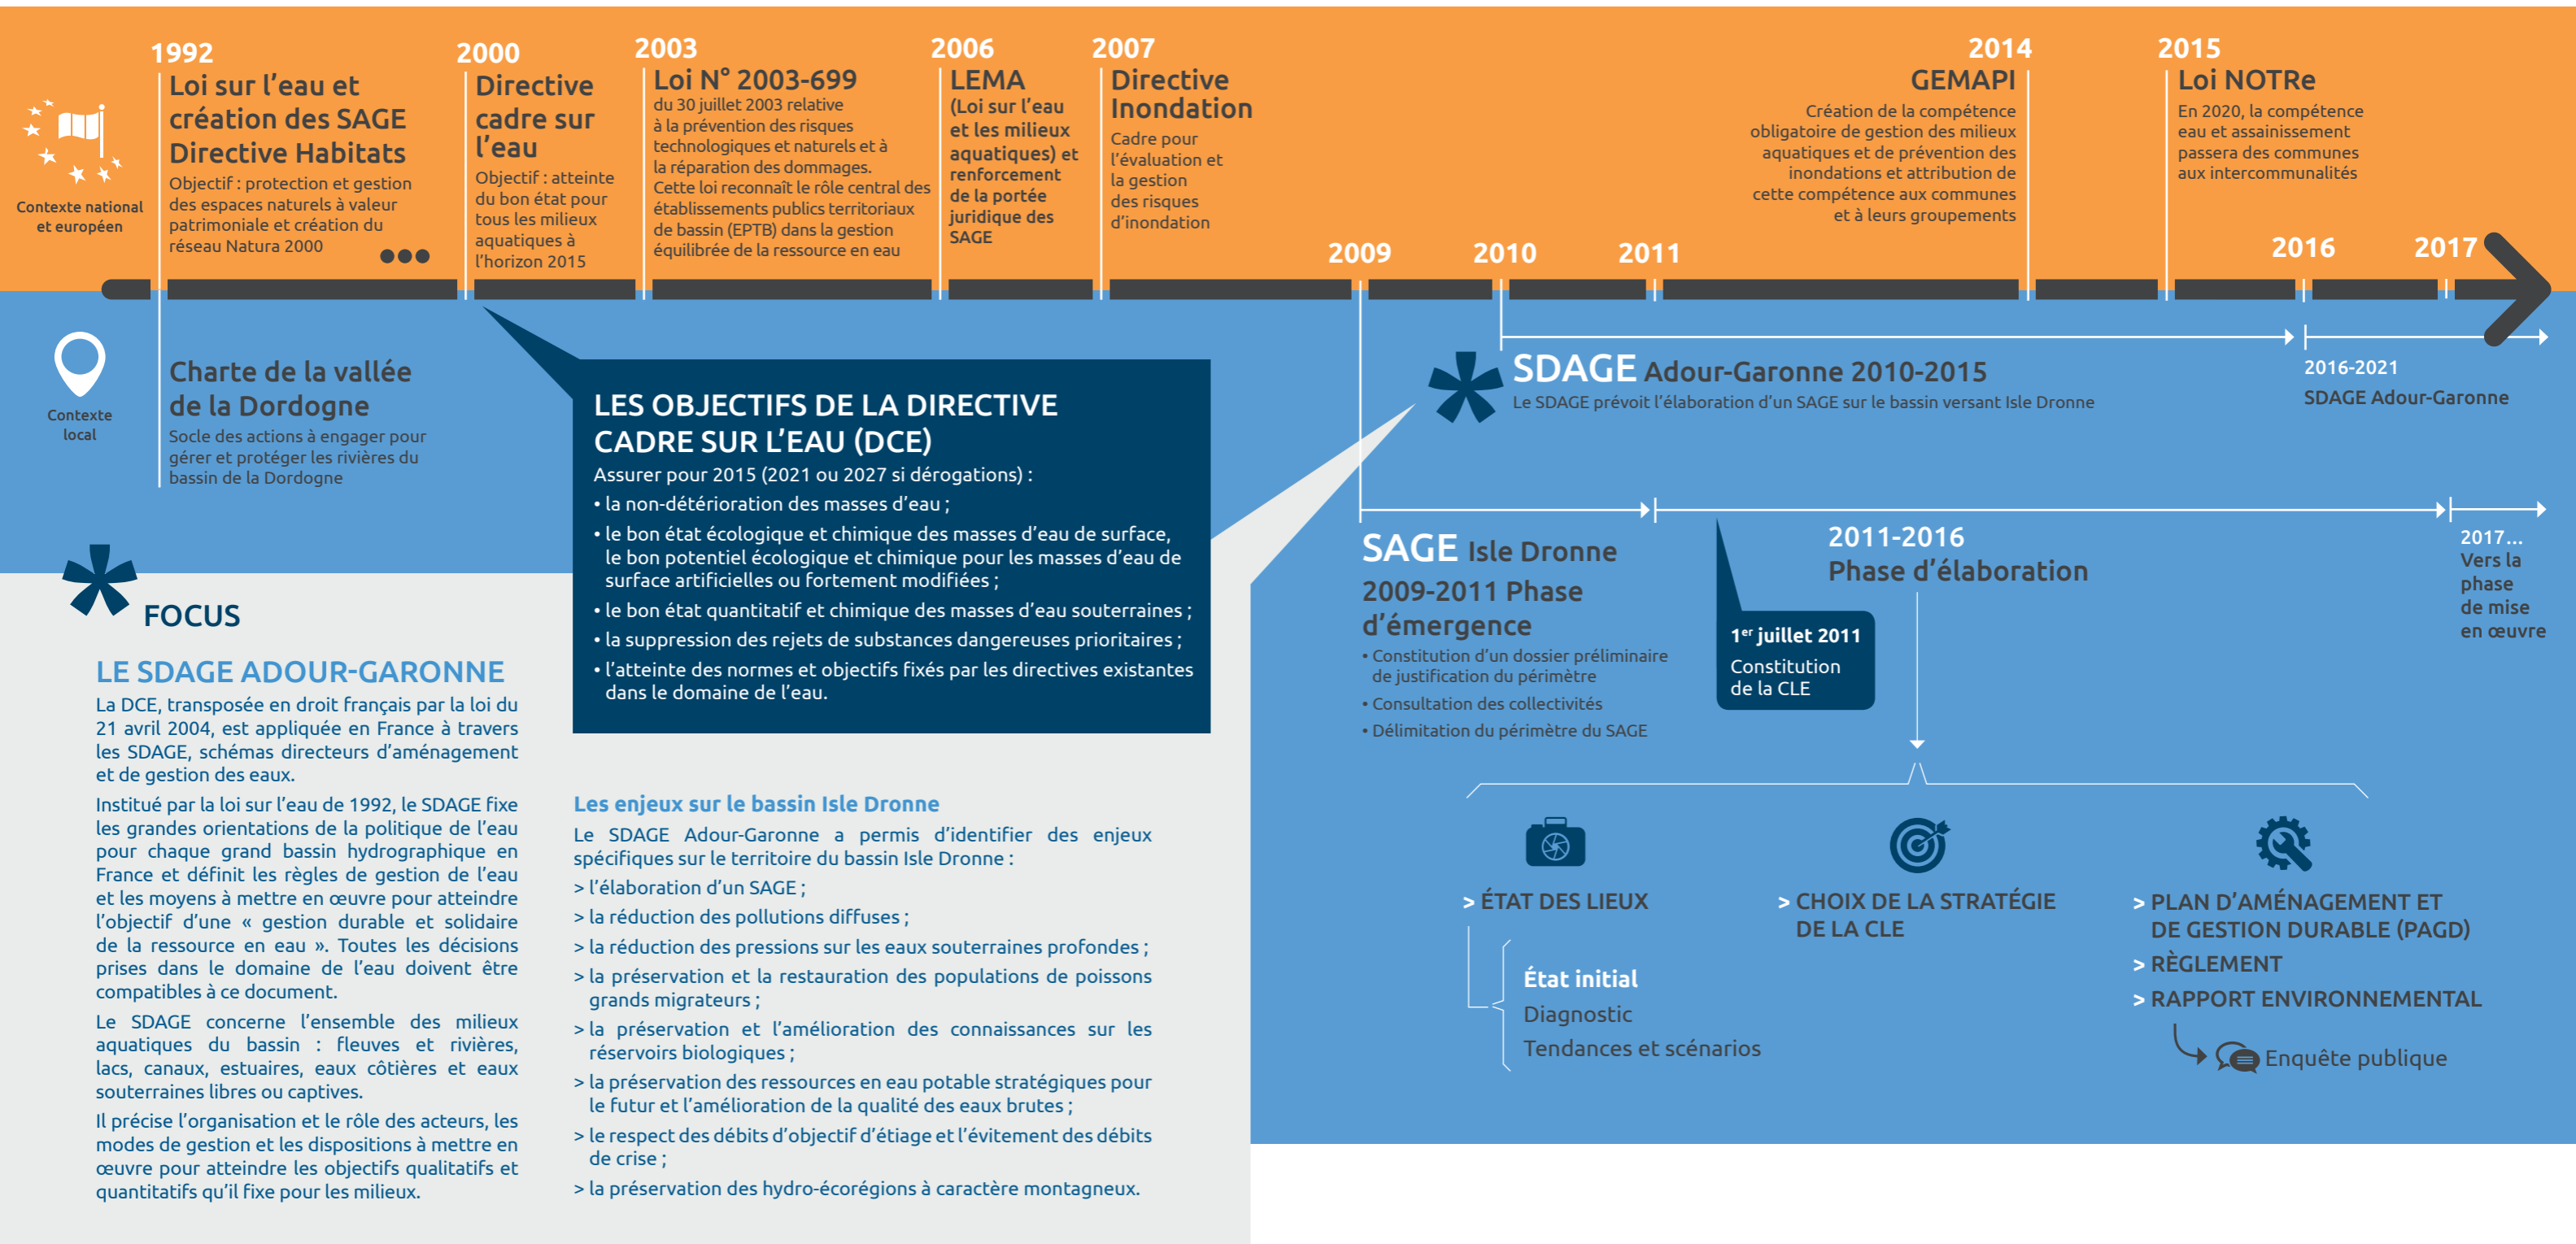 1992
Loi sur l'eau et
création des SAGE
Directive Habitats
Objectif : protection et gestion
des espaces naturels à valeur
patrimoniale et création du
réseau Natura 2000
2000
Directive
cadre sur
l'eau
Objectif : atteinte
du bon état pour
tous les milieux
aquatiques à
l'horizon 2015
2003
Loi N° 2003-699
du 30 juillet 2003 relative
à la prévention des risques
technologiques et naturels et à
la réparation des dommages.
Cette loi reconnaît le rôle central des
établissements publics territoriaux
de bassin (EPTB) dans la gestion
équilibrée de la ressource en eau
2006
LEMA
(Loi sur l'eau
et les milieux
aquatiques) et
renforcement
de la portée
juridique des
SAGE
2007
Directive
Inondation
Cadre pour
l'évaluation et
la gestion
des risques
d'inondation
2009
2010
2011
2014
GEMAPI
Création de la compétence
obligatoire de gestion des milieux
aquatiques et de prévention des
inondations et attribution de
cette compétence aux communes
et à leurs groupements
2015
Loi NOTRe
En 2020, la compétence
eau et assainissement
passera des communes
aux intercommunalités
2016
2017
Contexte national
et européen
Contexte
local
Charte de la vallée
de la Dordogne
Socle des actions à engager pour
gérer et protéger les rivières du
bassin de la Dordogne
LES OBJECTIFS DE LA DIRECTIVE
CADRE SUR L'EAU (DCE)
Assurer pour 2015 (2021 ou 2027 si dérogations) :
• la non-détérioration des masses d'eau ;
• le bon état écologique et chimique des masses d'eau de surface,
le bon potentiel écologique et chimique pour les masses d'eau de
surface artificielles ou fortement modifiées ;
• le bon état quantitatif et chimique des masses d'eau souterraines ;
• la suppression des rejets de substances dangereuses prioritaires ;
• l'atteinte des normes et objectifs fixés par les directives existantes
dans le domaine de l'eau.
SDAGE Adour-Garonne 2010-2015
Le SDAGE prévoit l'élaboration d'un SAGE sur le bassin versant Isle Dronne
2016-2021
SDAGE Adour-Garonne
SAGE Isle Dronne
2009-2011 Phase
d'émergence
• Constitution d'un dossier préliminaire
de justification du périmètre
• Consultation des collectivités
• Délimitation du périmètre du SAGE
1er juillet 2011
Constitution
de la CLE
2011-2016
Phase d'élaboration
2017...
Vers la
phase
de mise
en œuvre
> ÉTAT DES LIEUX
État initial
Diagnostic
Tendances et scénarios
> CHOIX DE LA STRATÉGIE
DE LA CLE
> PLAN D'AMÉNAGEMENT ET
DE GESTION DURABLE (PAGD)
> RÈGLEMENT
> RAPPORT ENVIRONNEMENTAL
Enquête publique
FOCUS
LE SDAGE ADOUR-GARONNE
La DCE, transposée en droit français par la loi du
21 avril 2004, est appliquée en France à travers
les SDAGE, schémas directeurs d'aménagement
et de gestion des eaux.
Institué par la loi sur l'eau de 1992, le SDAGE fixe
les grandes orientations de la politique de l'eau
pour chaque grand bassin hydrographique en
France et définit les règles de gestion de l'eau
et les moyens à mettre en œuvre pour atteindre
l'objectif d'une « gestion durable et solidaire
de la ressource en eau ». Toutes les décisions
prises dans le domaine de l'eau doivent être
compatibles à ce document.
Le SDAGE concerne l'ensemble des milieux
aquatiques du bassin : fleuves et rivières,
lacs, canaux, estuaires, eaux côtières et eaux
souterraines libres ou captives.
Il précise l'organisation et le rôle des acteurs, les
modes de gestion et les dispositions à mettre en
œuvre pour atteindre les objectifs qualitatifs et
quantitatifs qu'il fixe pour les milieux.
Les enjeux sur le bassin Isle Dronne
Le SDAGE Adour-Garonne a permis d'identifier des enjeux
spécifiques sur le territoire du bassin Isle Dronne :
> l'élaboration d'un SAGE ;
> la réduction des pollutions diffuses ;
> la réduction des pressions sur les eaux souterraines profondes ;
> la préservation et la restauration des populations de poissons
grands migrateurs ;
> la préservation et l'amélioration des connaissances sur les
réservoirs biologiques ;
> la préservation des ressources en eau potable stratégiques pour
le futur et l'amélioration de la qualité des eaux brutes ;
> le respect des débits d'objectif d'étiage et l'évitement des débits
de crise ;
> la préservation des hydro-écorégions à caractère montagneux.